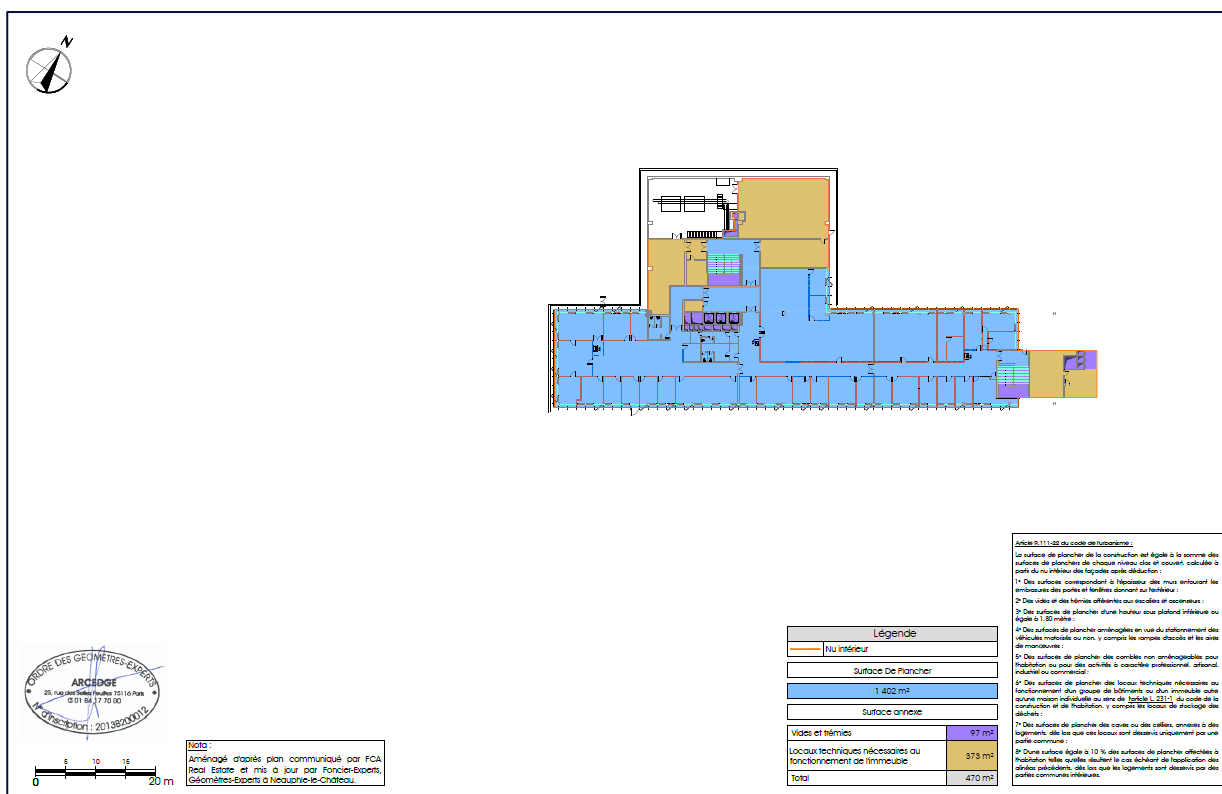 N
Article R.111-22 du code de l'urbanisme :
La surface de plancher de la construction est égale à la somme des
surfaces de planchers de chaque niveau clos et couvert, calculée à
partir du nu intérieur des façades après déduction :
1° Des surfaces correspondant à l'épaisseur des murs entourant les
embrasures des portes et fenêtres donnant sur l'extérieur ;
2° Des vides et des trémies afférentes aux escaliers et ascenseurs ;
3° Des surfaces de plancher d'une hauteur sous plafond inférieure ou
égale à 1.80 mètre ;
4° Des surfaces de plancher aménagées en vue du stationnement des
véhicules motorisés ou non, y compris les rampes d'accès et les aires
de manœuvres ;
5° Des surfaces de plancher des combles non aménageables pour
l'habitation ou pour des activités à caractère professionnel, artisanal,
industriel ou commercial ;
6° Des surfaces de plancher des locaux techniques nécessaires au
fonctionnement d'un groupe de bâtiments ou d'un immeuble autre
qu'une maison individuelle au sens de l'article L. 231-1 du code de la
construction et de l'habitation, y compris les locaux de stockage des
déchets ;
7° Des surfaces de plancher des caves ou des celliers, annexes à des
logements, dès lors que ces locaux sont desservis uniquement par une
partie commune ;
8° D'une surface égale à 10 % des surfaces de plancher affectées à
l'habitation telles qu'elles résultent le cas échéant de l'application des
alinéas précédents, dès lors que les logements sont desservis par des
parties communes intérieures.
Légende
Nu intérieur
Surface De Plancher
1 402 m²
Surface annexe
Vides et trémies 97 m²
Locaux techniques nécessaires au
fonctionnement de l'immeuble 373 m²
Total 470 m²
ORDRE DES GÉOMÈTRES-EXPERTS
ARCEDGE
25, rue des Belles Feuilles 75116 Paris
01 84 17 70 00
N° d'inscription : 2013B200012
5 10 15
0 20 m
Nota :
Aménagé d'après plan communiqué par FCA
Real Estate et mis à jour par Foncier-Experts,
Géomètres-Experts à Neauphle-le-Château.